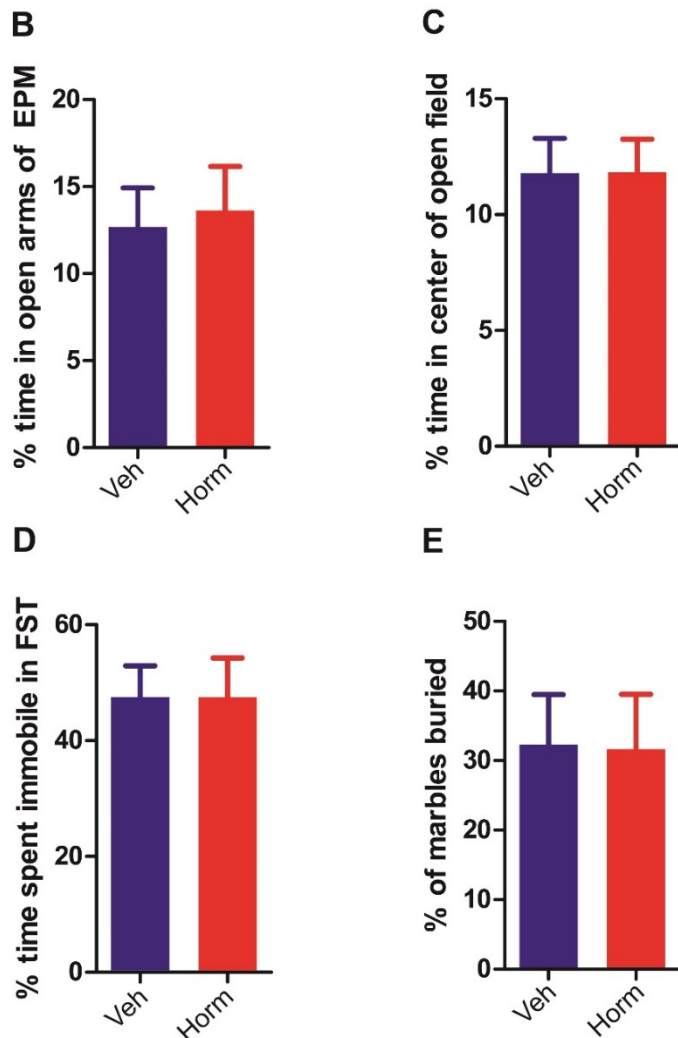 B
% time in open arms of EPM
20
15
10
5
0
Veh
Horm
C
% time in center of open field
15
10
5
0
Veh
Horm
D
% time spent immobile in FST
60
40
20
0
Veh
Horm
E
% of marbles buried
50
40
30
20
10
0
Veh
Horm